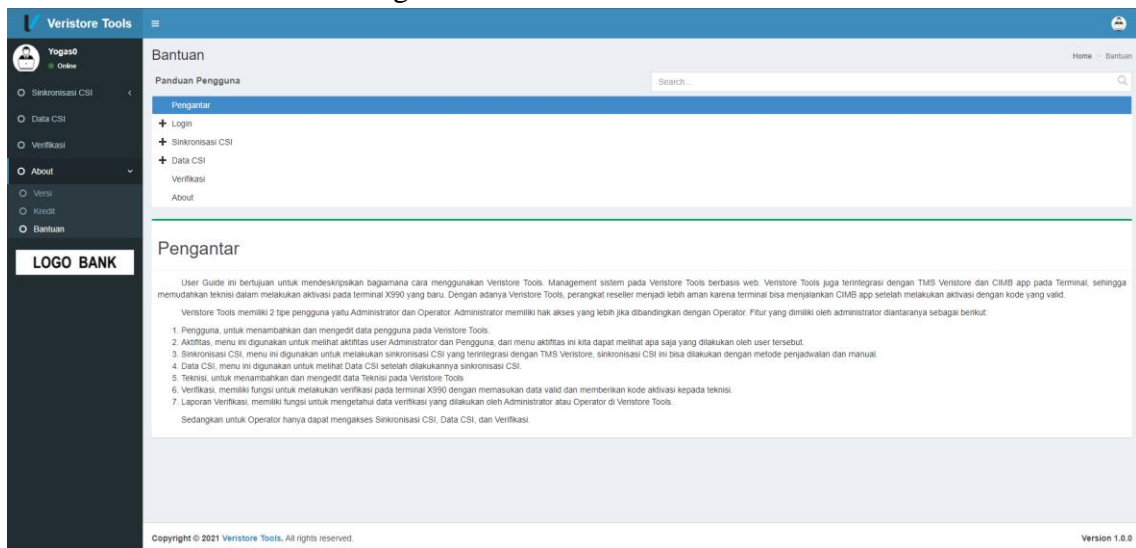 Veristore Tools
Yogas0
Online
Sinkronisasi CSI
Data CSI
Verifikasi
About
Versi
Kredit
Bantuan
LOGO BANK
Bantuan
Home > Bantuan
Panduan Pengguna
Search...
Pengantar
Login
Sinkronisasi CSI
Data CSI
Verifikasi
About
Pengantar
User Guide ini bertujuan untuk mendeskripsikan bagiamana cara menggunakan Veristore Tools. Management sistem pada Veristore Tools berbasis web. Veristore Tools juga terintegrasi dengan TMS Veristore dan CIMB app pada Terminal, sehingga
memudahkan teknisi dalam melakukan aktivasi pada terminal X990 yang baru. Dengan adanya Veristore Tools, perangkat reseller menjadi lebih aman karena terminal bisa menjalankan CIMB app setelah melakukan aktivasi dengan kode yang valid.
Veristore Tools memiliki 2 tipe pengguna yaitu Administrator dan Operator. Administrator memiliki hak akses yang lebih jika dibandingkan dengan Operator. Fitur yang dimiliki oleh administrator diantaranya sebagai berikut:
1. Pengguna, untuk menambahkan dan mengedit data pengguna pada Veristore Tools.
2. Aktifitas, menu ini digunakan untuk melihat aktifitas user Administrator dan Pengguna, dari menu aktifitas ini kita dapat melihat apa saja yang dilakukan oleh user tersebut.
3. Sinkronisasi CSI, menu ini digunakan untuk melakukan sinkronisasi CSI yang terintegrasi dengan TMS Veristore, sinkronisasi CSI ini bisa dilakukan dengan metode penjadwalan dan manual.
4. Data CSI, menu ini digunakan untuk melihat Data CSI setelah dilakukannya sinkronisasi CSI.
5. Teknisi, untuk menambahkan dan mengedit data Teknisi pada Veristore Tools
6. Verifikasi, memiliki fungsi untuk melakukan verifikasi pada terminal X990 dengan memasukan data valid dan memberikan kode aktivasi kepada teknisi.
7. Laporan Verifikasi, memiliki fungsi untuk mengetahui data verifikasi yang dilakukan oleh Administrator atau Operator di Veristore Tools.
Sedangkan untuk Operator hanya dapat mengakses Sinkronisasi CSI, Data CSI, dan Verifikasi.
Copyright © 2021 Veristore Tools. All rights reserved.
Version 1.0.0